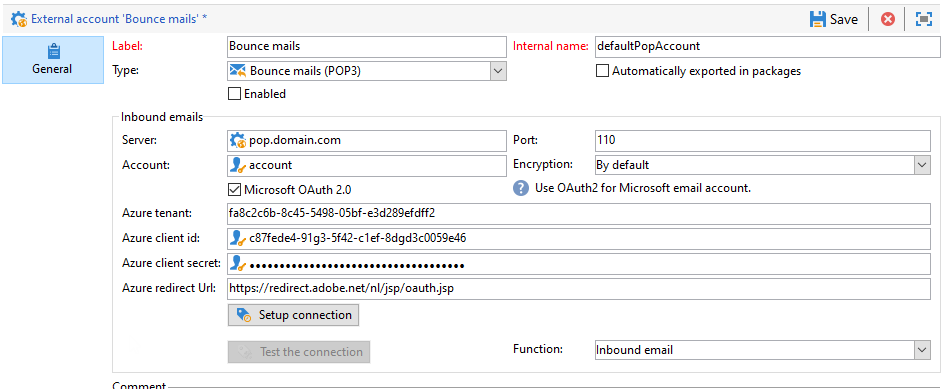 External account 'Bounce mails' *
Save
General
Label: Bounce mails Internal name: defaultPopAccount
Type: Bounce mails (POP3) Automatically exported in packages
Enabled
Inbound emails
Server: pop.domain.com Port: 110
Account: account Encryption: By default
Microsoft OAuth 2.0 Use OAuth2 for Microsoft email account.
Azure tenant: fa8c2c6b-8c45-5498-05bf-e3d289efdff2
Azure client id: c87fede4-91g3-5f42-c1ef-8dgd3c0059e46
Azure client secret: ••••••••••••••••••••••••••••••••••••
Azure redirect Url: https://redirect.adobe.net/nl/jsp/oauth.jsp
Setup connection
Test the connection Function: Inbound email
Comment